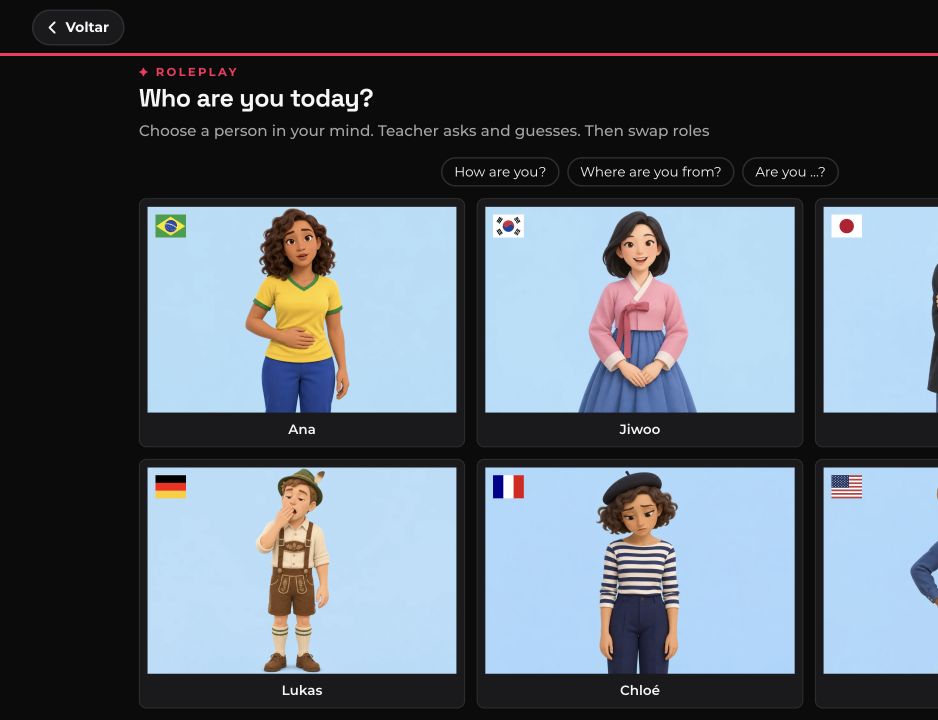 Voltar
ROLEPLAY
Who are you today?
Choose a person in your mind. Teacher asks and guesses. Then swap roles
How are you?
Where are you from?
Are you ...?
Ana
Jiwoo
Lukas
Chloé